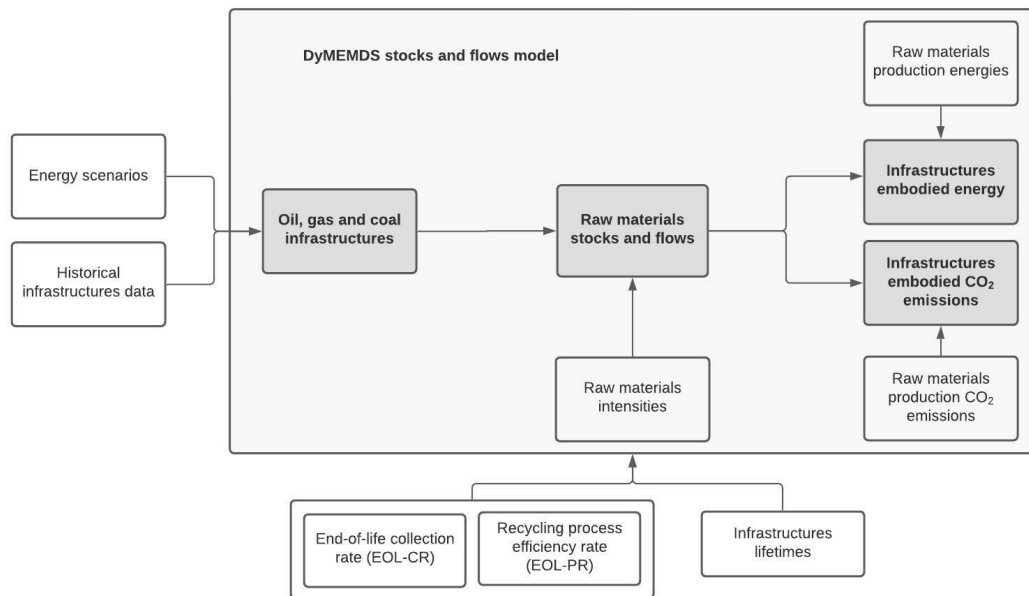 DyMEMDS stocks and flows model
Raw materials
production energies
Energy scenarios
Infrastructures
embodied energy
Oil, gas and coal
infrastructures
Raw materials
stocks and flows
Historical
infrastructures data
Infrastructures
embodied CO₂
emissions
Raw materials
intensities
Raw materials
production CO₂
emissions
End-of-life collection
rate (EOL-CR)
Recycling process
efficiency rate
(EOL-PR)
Infrastructures
lifetimes